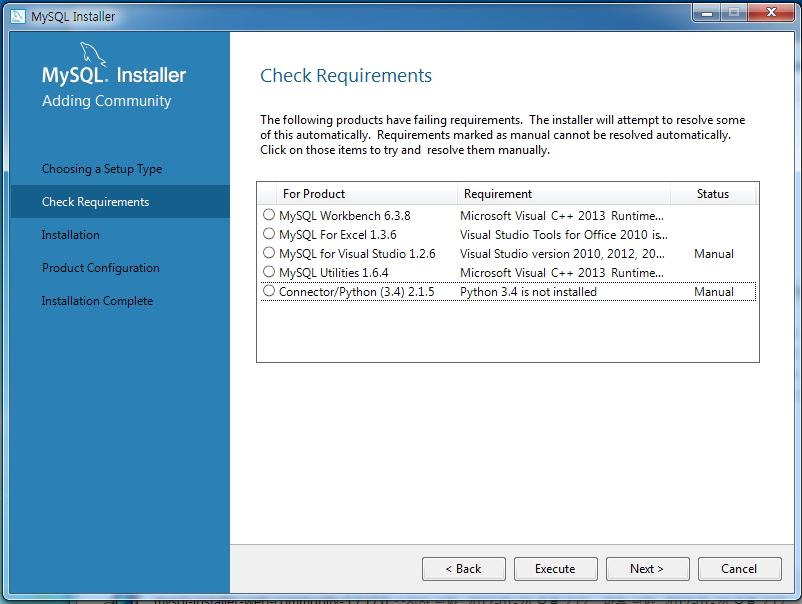 MySQL Installer
MySQL. Installer
Adding Community
Choosing a Setup Type
Check Requirements
Installation
Product Configuration
Installation Complete
Check Requirements
The following products have failing requirements. The installer will attempt to resolve some
of this automatically. Requirements marked as manual cannot be resolved automatically.
Click on those items to try and resolve them manually.
For Product Requirement Status
MySQL Workbench 6.3.8 Microsoft Visual C++ 2013 Runtime...
MySQL For Excel 1.3.6 Visual Studio Tools for Office 2010 is...
MySQL for Visual Studio 1.2.6 Visual Studio version 2010, 2012, 20... Manual
MySQL Utilities 1.6.4 Microsoft Visual C++ 2013 Runtime...
Connector/Python (3.4) 2.1.5 Python 3.4 is not installed Manual
< Back Execute Next > Cancel